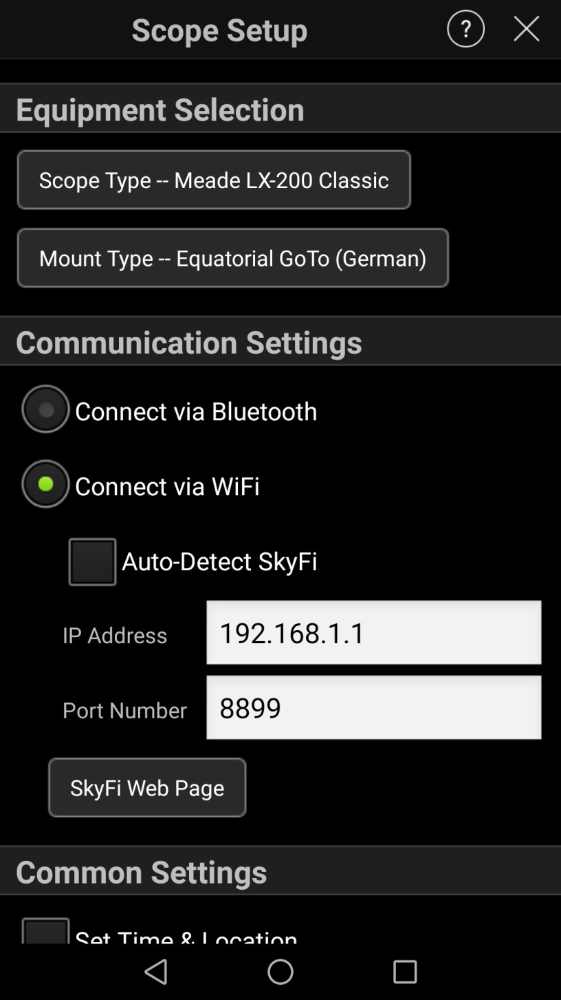 Scope Setup
?
Equipment Selection
Scope Type -- Meade LX-200 Classic
Mount Type -- Equatorial GoTo (German)
Communication Settings
Connect via Bluetooth
Connect via WiFi
Auto-Detect SkyFi
IP Address 192.168.1.1
Port Number 8899
SkyFi Web Page
Common Settings
Set Time & Location